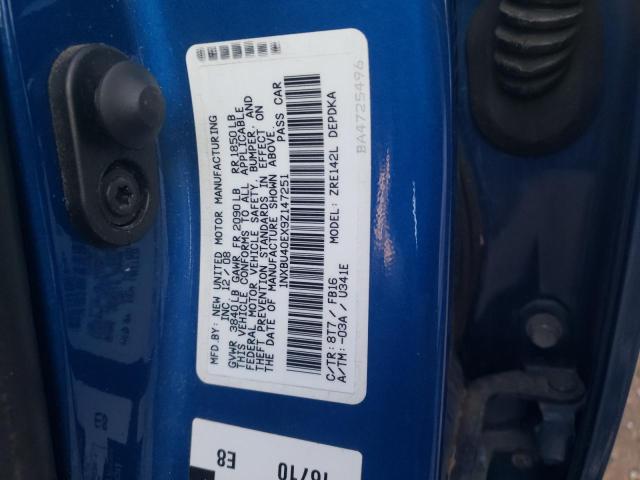 MFD.BY: NEW UNITED MOTOR MANUFACTURING
INC. 12/08
GVWR 3840LB GAWR FR 2090LB RR 1850LB
THIS VEHICLE CONFORMS TO ALL APPLICABLE
FEDERAL MOTOR VEHICLE SAFETY, BUMPER, AND
THEFT PREVENTION STANDARDS IN EFFECT ON
THE DATE OF MANUFACTURE SHOWN ABOVE.
1NXBU40EX9Z147251 PASS CAR
C/TR: 8T7 / FB16 MODEL: ZRE142L DEPDKA
A/TM: -03A / U341E
BA4725496
16/10
E8